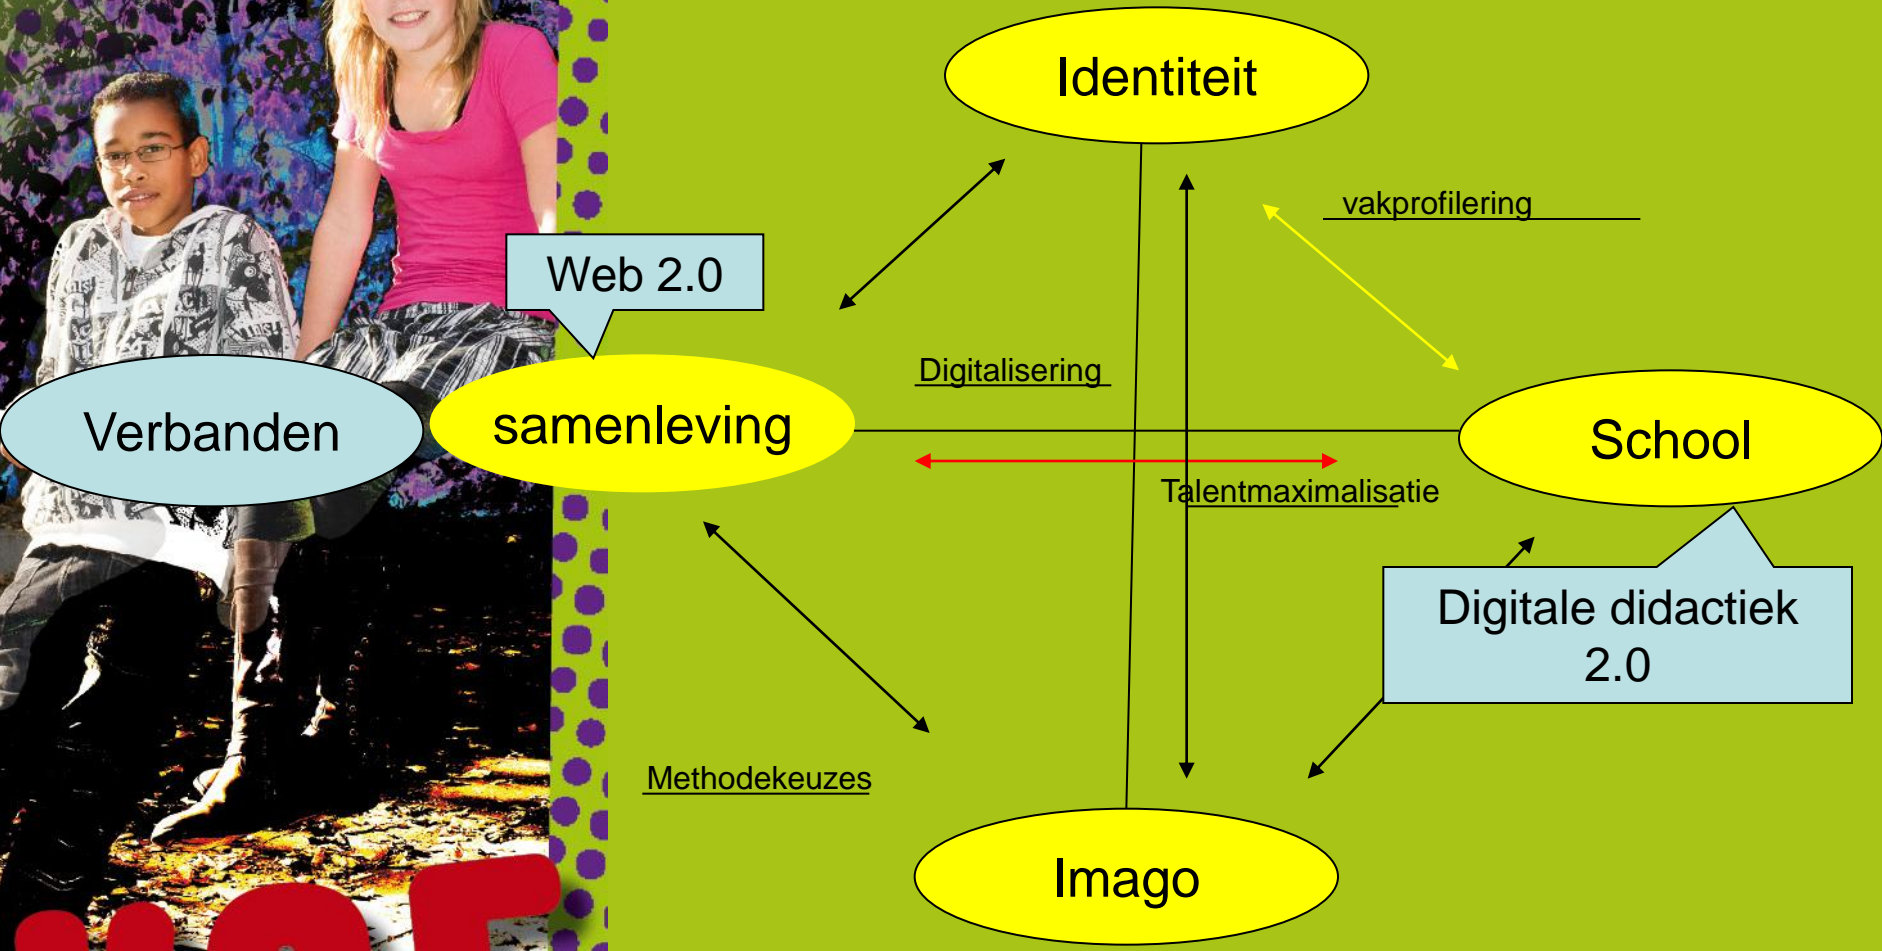 Identiteit
vakprofilering
Web 2.0
Digitalisering
Verbanden
samenleving
School
Talentmaximalisatie
Digitale didactiek
2.0
Methodekeuzes
Imago